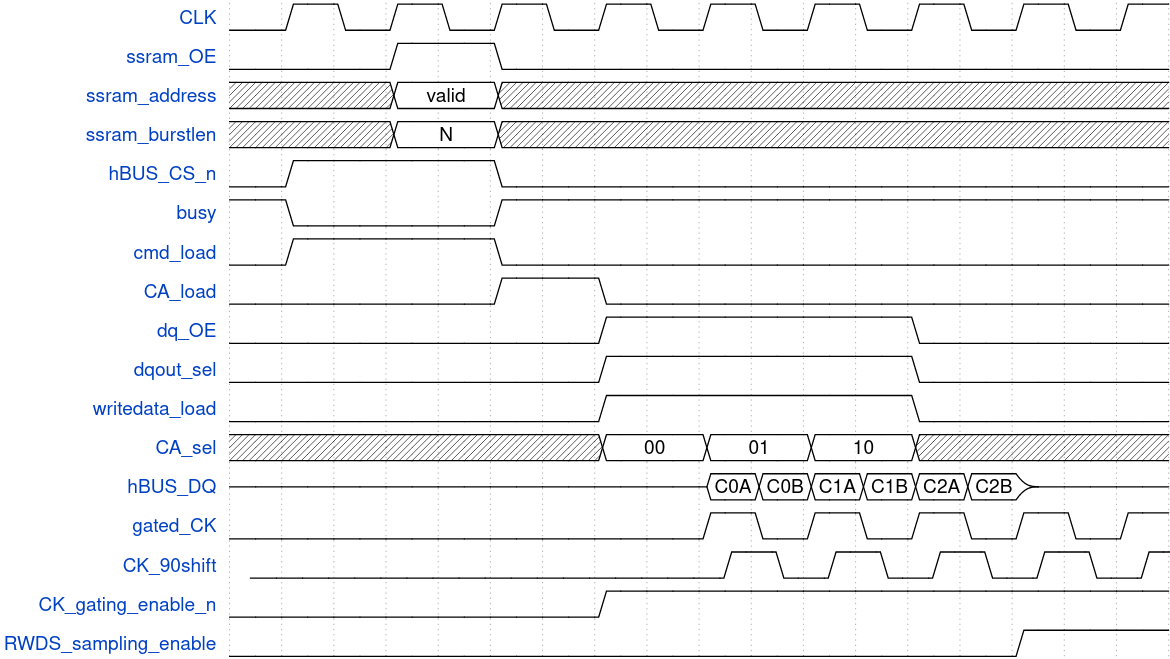 CLK
ssram_OE
ssram_address valid
ssram_burstlen N
hBUS_CS_n
busy
cmd_load
CA_load
dq_OE
dqout_sel
writedata_load
CA_sel 00 01 10
hBUS_DQ C0A C0B C1A C1B C2A C2B
gated_CK
CK_90shift
CK_gating_enable_n
RWDS_sampling_enable